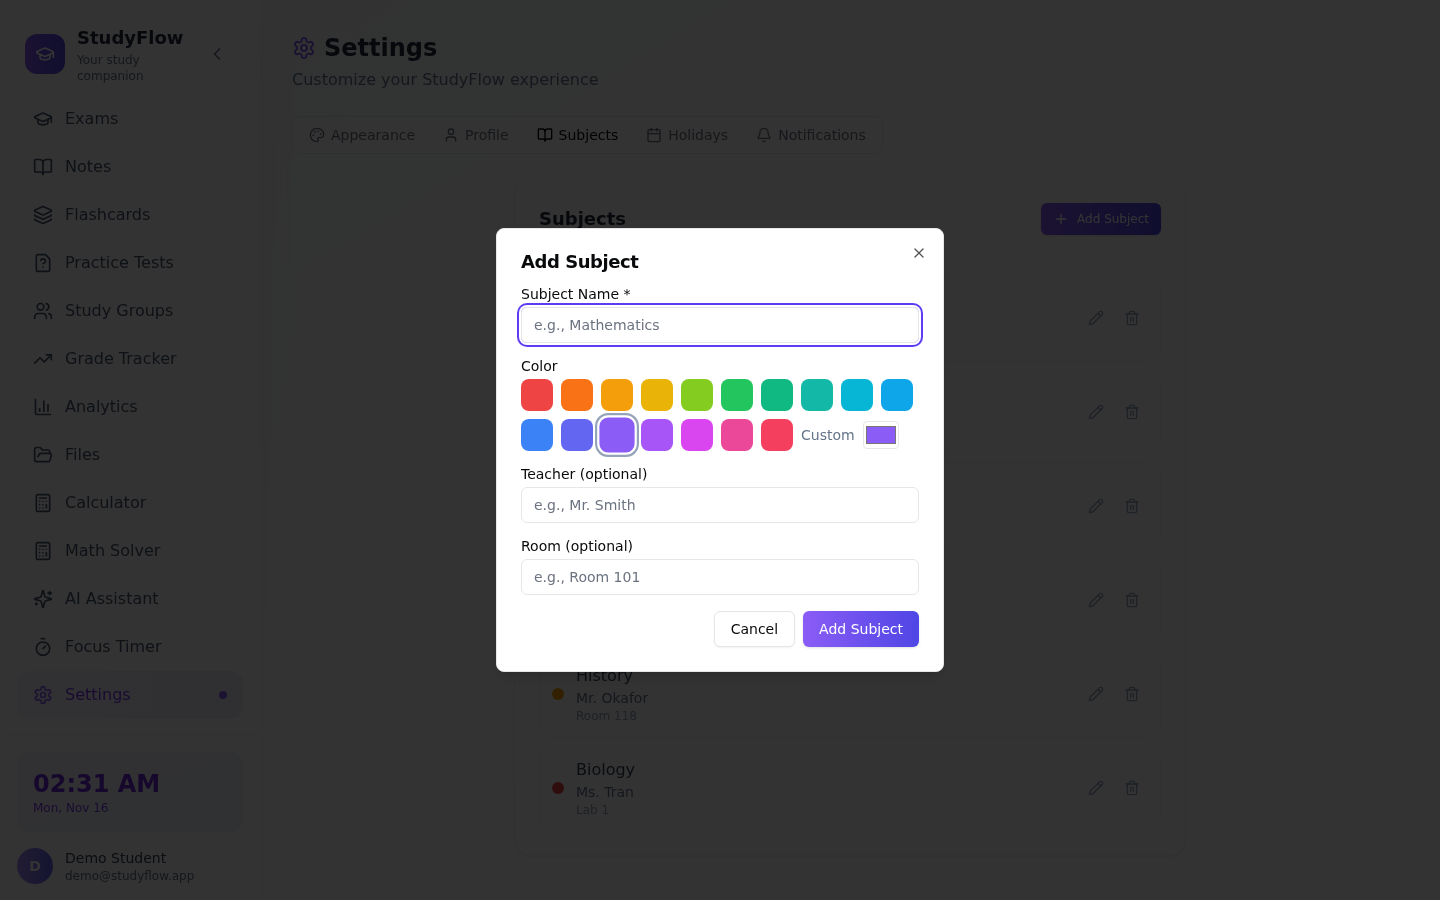 StudyFlow
Your study
companion
Exams
Notes
Flashcards
Practice Tests
Study Groups
Grade Tracker
Analytics
Files
Calculator
Math Solver
AI Assistant
Focus Timer
Settings
02:31 AM
Mon, Nov 16
D
Demo Student
demo@studyflow.app
Settings
Customize your StudyFlow experience
Appearance
Profile
Subjects
Holidays
Notifications
Subjects
Add Subject
Add Subject
Subject Name *
e.g., Mathematics
Color
Custom
Teacher (optional)
e.g., Mr. Smith
Room (optional)
e.g., Room 101
Cancel
Add Subject
History
Mr. Okafor
Room 118
Biology
Ms. Tran
Lab 1